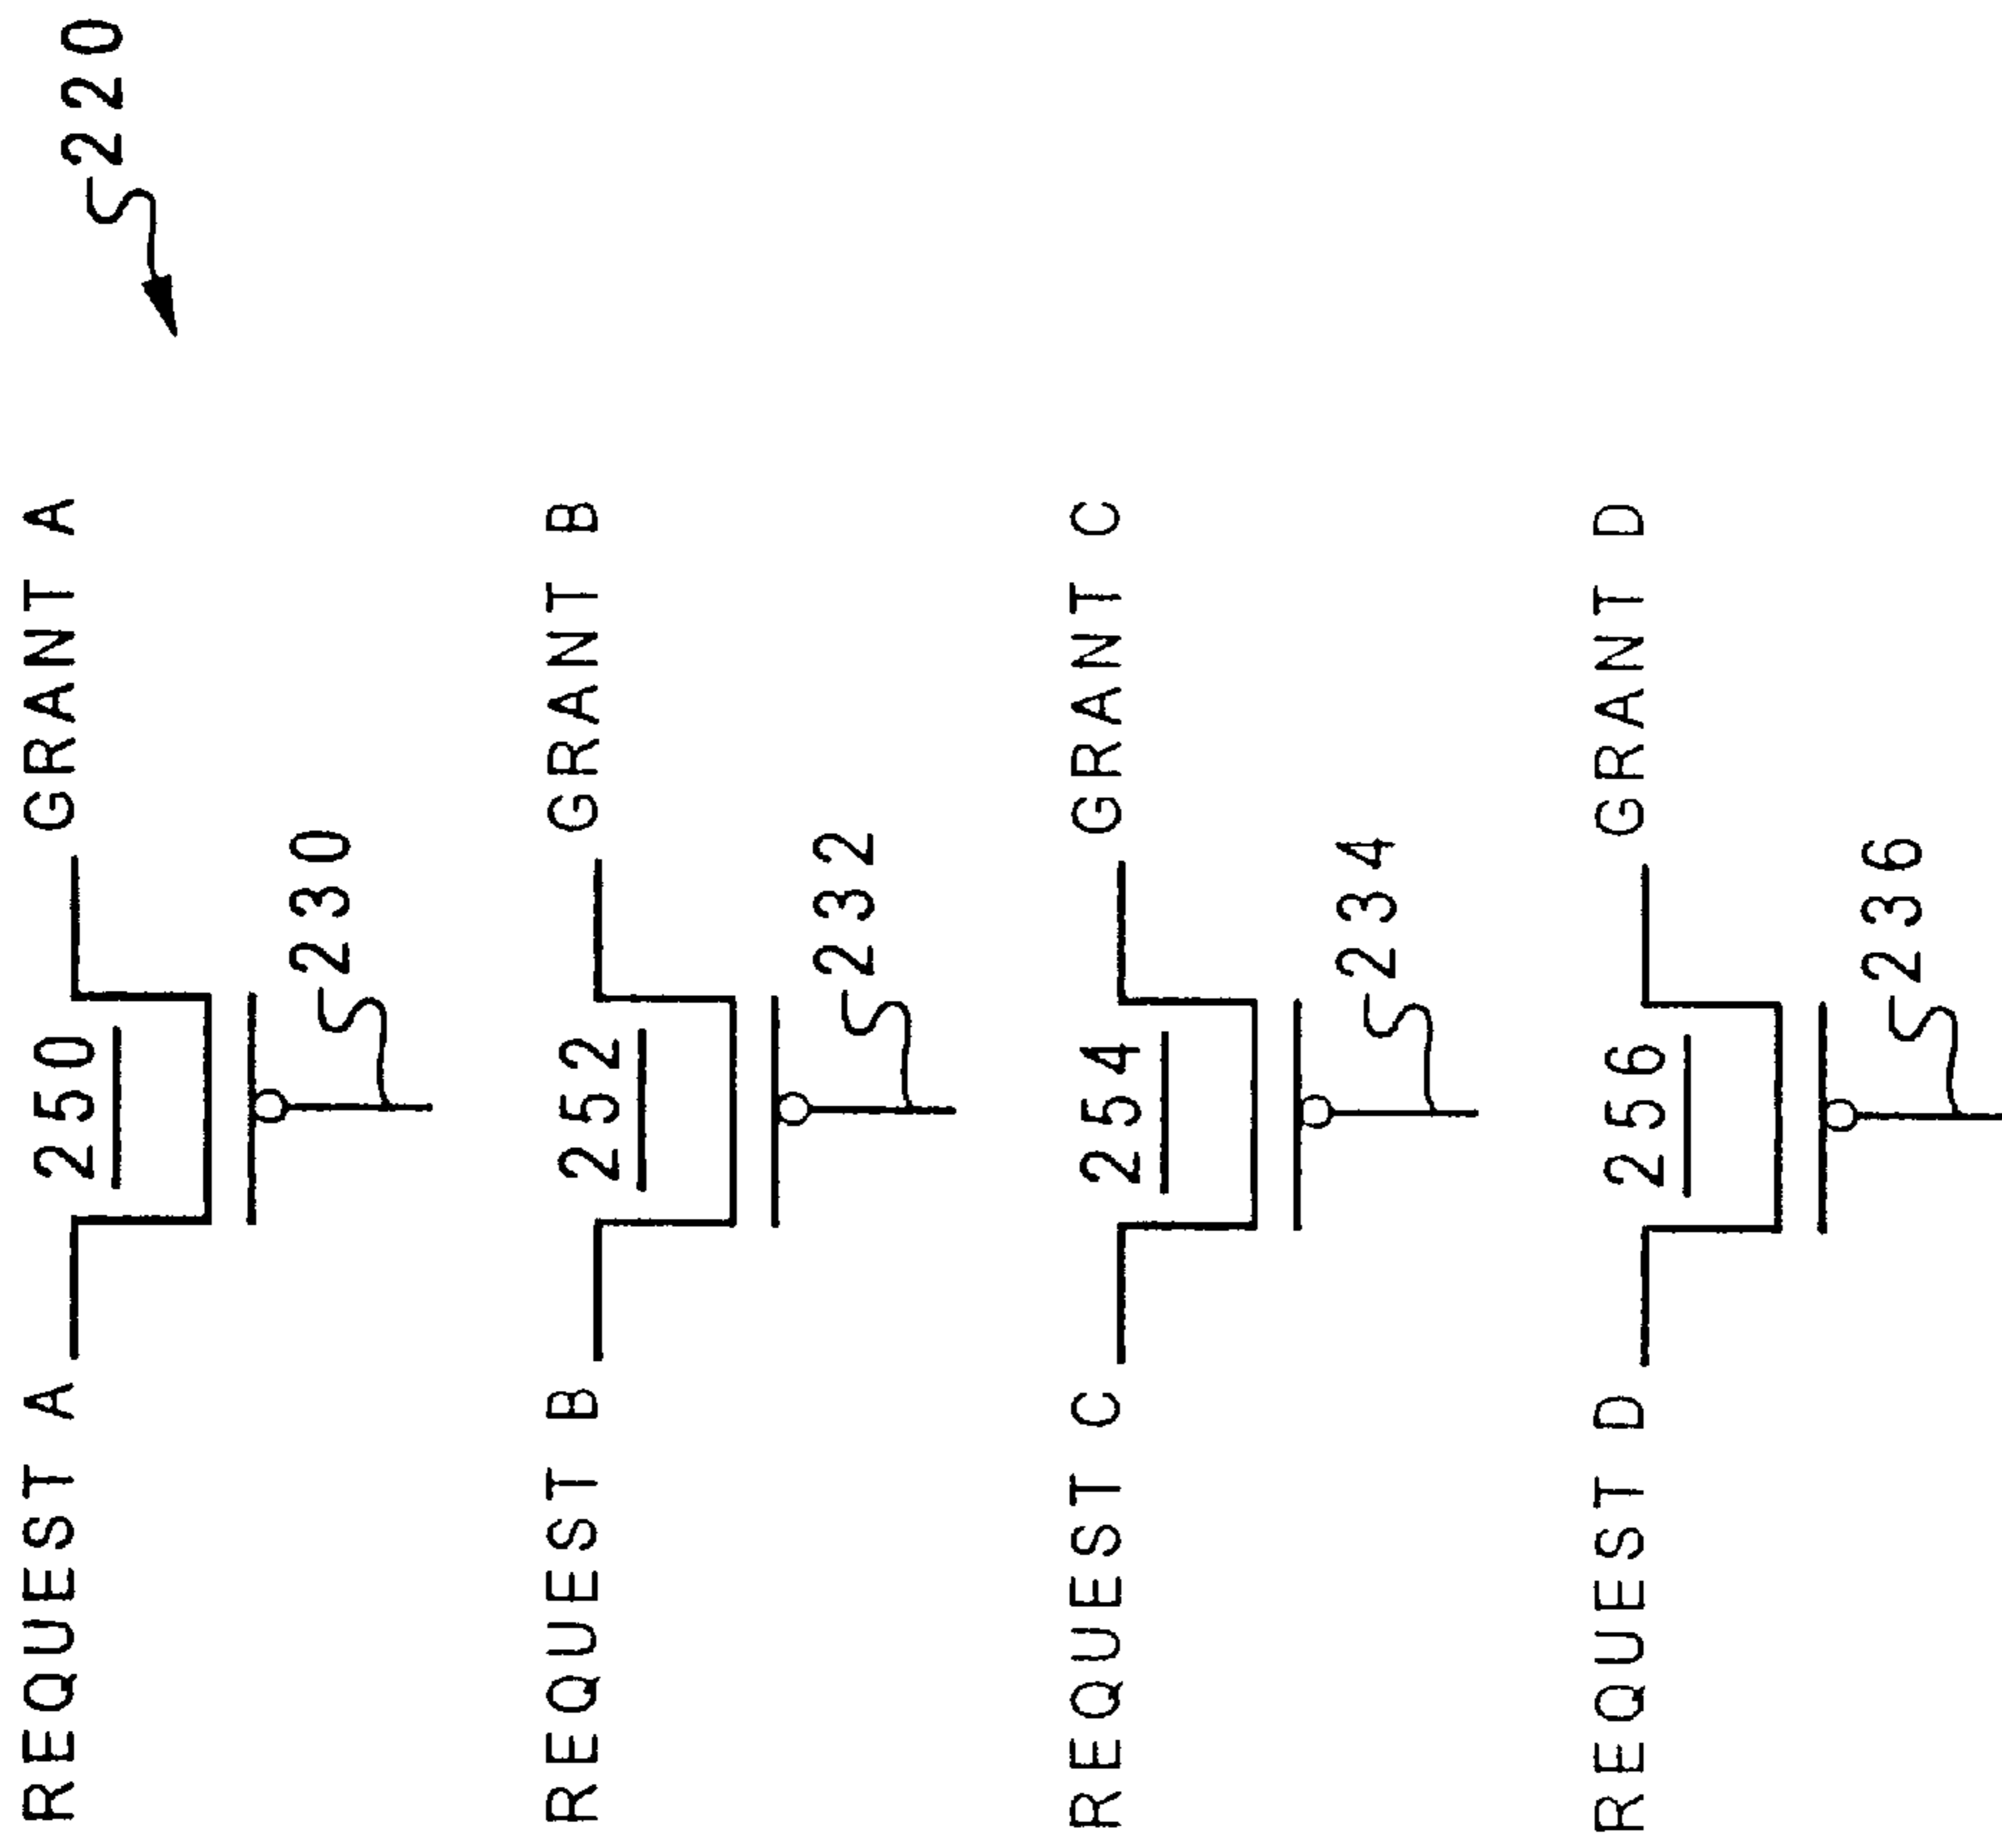 220
REQUEST A
250
GRANT A
230
REQUEST B
252
GRANT B
232
REQUEST C
254
GRANT C
234
REQUEST D
256
GRANT D
236